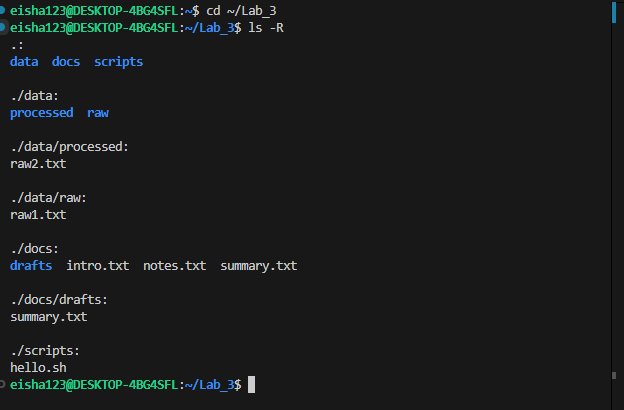 eisha123@DESKTOP-4BG4SFL:~$ cd ~/Lab_3
eisha123@DESKTOP-4BG4SFL:~/Lab_3$ ls -R
.:
data  docs  scripts

./data:
processed  raw

./data/processed:
raw2.txt

./data/raw:
raw1.txt

./docs:
drafts  intro.txt  notes.txt  summary.txt

./docs/drafts:
summary.txt

./scripts:
hello.sh
eisha123@DESKTOP-4BG4SFL:~/Lab_3$